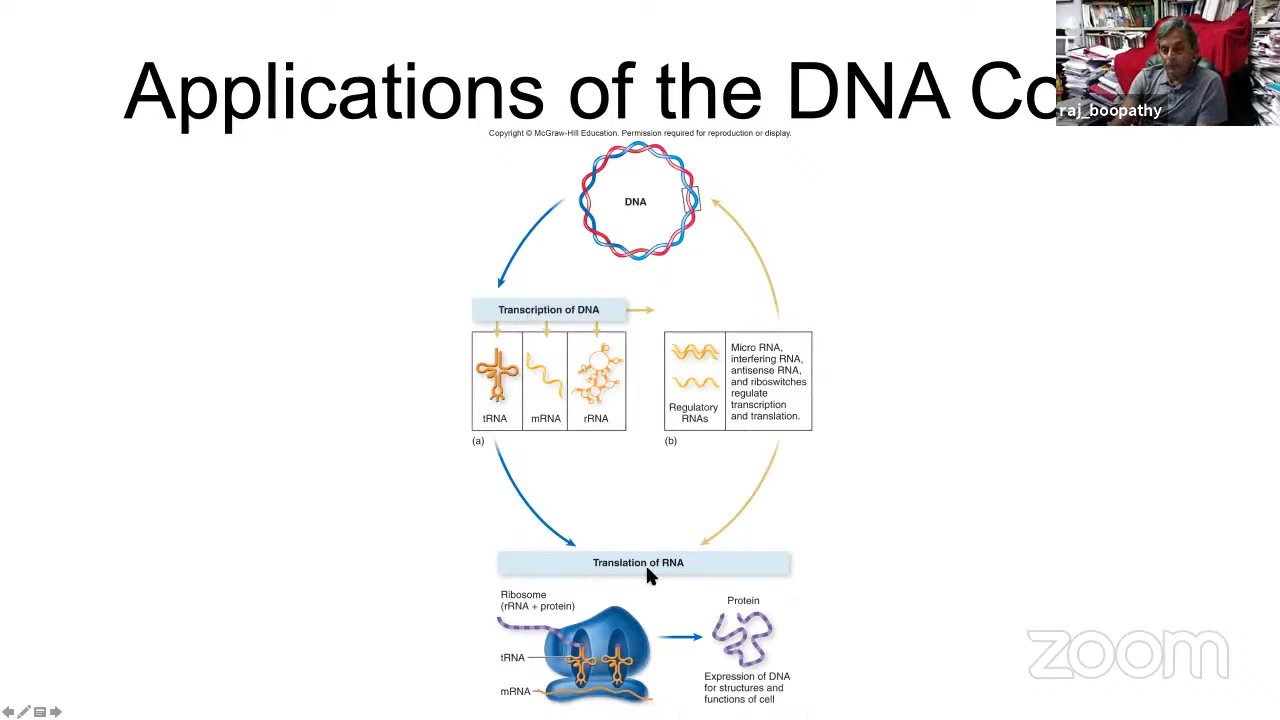 Applications of the DNA Co
raj_boopathy
Copyright © McGraw-Hill Education. Permission required for reproduction or display.
DNA
Transcription of DNA
tRNA
mRNA
rRNA
(a)
Regulatory
RNAs
Micro RNA,
interfering RNA,
antisense RNA,
and riboswitches
regulate
transcription
and translation.
(b)
Translation of RNA
Ribosome
(rRNA + protein)
tRNA
mRNA
Protein
Expression of DNA
for structures and
functions of cell
zoom